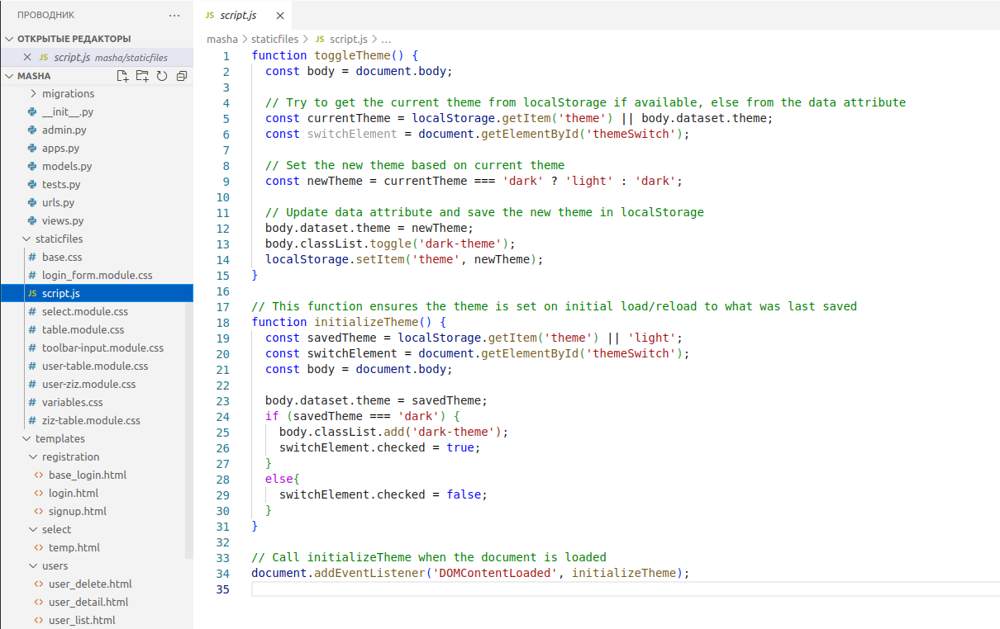 ПРОВОДНИК ...
ОТКРЫТЫЕ РЕДАКТОРЫ
JS script.js masha/staticfiles
MASHA
migrations
__init__.py
admin.py
apps.py
models.py
tests.py
urls.py
views.py
staticfiles
# base.css
# login_form.module.css
JS script.js
# select.module.css
# table.module.css
# toolbar-input.module.css
# user-table.module.css
# user-ziz.module.css
# variables.css
# ziz-table.module.css
templates
registration
<> base_login.html
<> login.html
<> signup.html
select
<> temp.html
users
<> user_delete.html
<> user_detail.html
<> user_list.html
JS script.js
masha > staticfiles > JS script.js > ...
1 function toggleTheme() {
2   const body = document.body;
3
4   // Try to get the current theme from localStorage if available, else from the data attribute
5   const currentTheme = localStorage.getItem('theme') || body.dataset.theme;
6   const switchElement = document.getElementById('themeSwitch');
7
8   // Set the new theme based on current theme
9   const newTheme = currentTheme === 'dark' ? 'light' : 'dark';
10
11   // Update data attribute and save the new theme in localStorage
12   body.dataset.theme = newTheme;
13   body.classList.toggle('dark-theme');
14   localStorage.setItem('theme', newTheme);
15 }
16
17 // This function ensures the theme is set on initial load/reload to what was last saved
18 function initializeTheme() {
19   const savedTheme = localStorage.getItem('theme') || 'light';
20   const switchElement = document.getElementById('themeSwitch');
21   const body = document.body;
22
23   body.dataset.theme = savedTheme;
24   if (savedTheme === 'dark') {
25     body.classList.add('dark-theme');
26     switchElement.checked = true;
27   }
28   else{
29     switchElement.checked = false;
30   }
31 }
32
33 // Call initializeTheme when the document is loaded
34 document.addEventListener('DOMContentLoaded', initializeTheme);
35